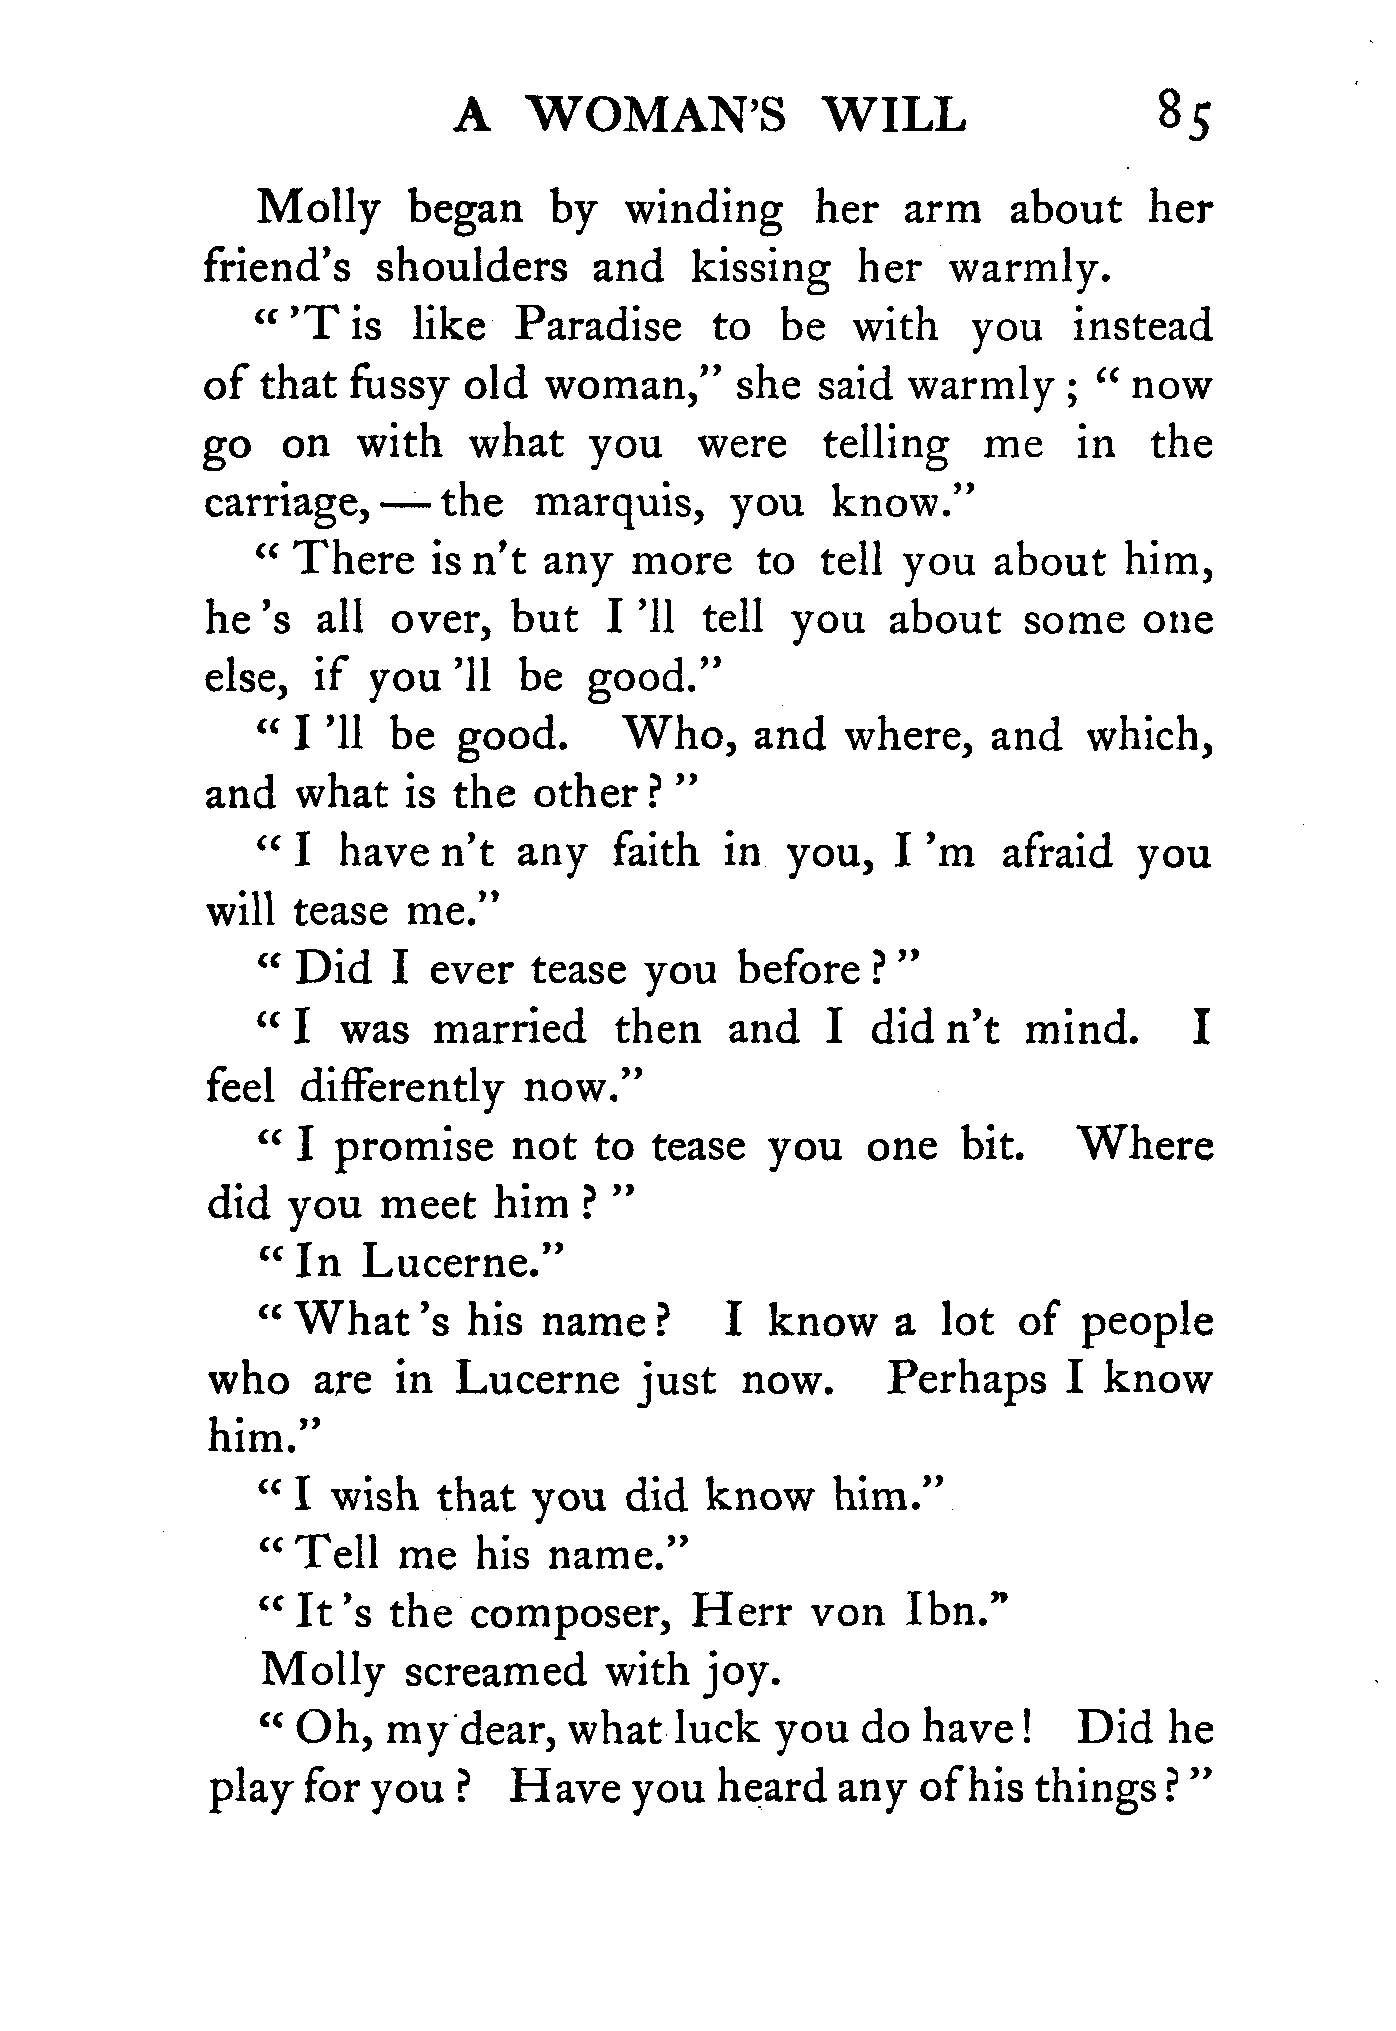 A WOMAN'S WILL 85
Molly began by winding her arm about her
friend's shoulders and kissing her warmly.
“'T is like Paradise to be with you instead
of that fussy old woman,” she said warmly; “now
go on with what you were telling me in the
carriage,—the marquis, you know.”
“There is n't any more to tell you about him,
he 's all over, but I 'll tell you about some one
else, if you 'll be good.”
“I 'll be good. Who, and where, and which,
and what is the other?”
“I have n't any faith in you, I 'm afraid you
will tease me.”
“Did I ever tease you before?”
“I was married then and I did n't mind. I
feel differently now.”
“I promise not to tease you one bit. Where
did you meet him?”
“In Lucerne.”
“What 's his name? I know a lot of people
who are in Lucerne just now. Perhaps I know
him.”
“I wish that you did know him.”
“Tell me his name.”
“It 's the composer, Herr von Ibn.”
Molly screamed with joy.
“Oh, my dear, what luck you do have! Did he
play for you? Have you heard any of his things?”